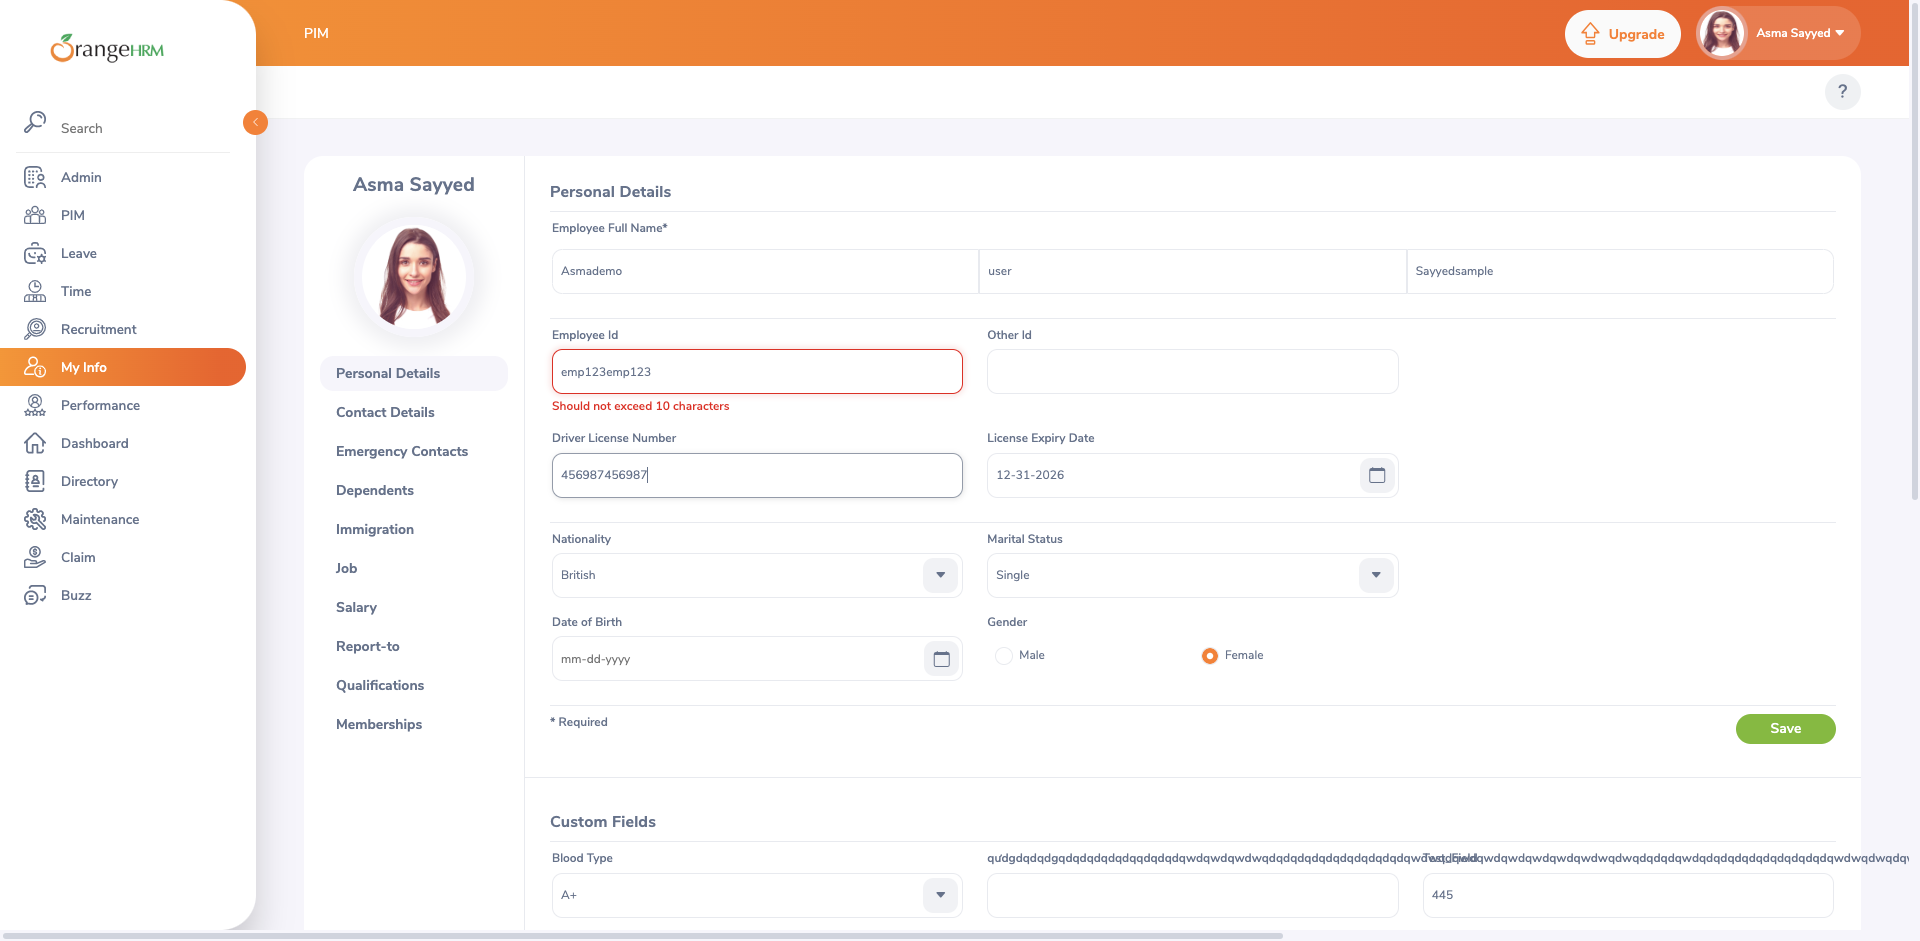 OrangeHRM
PIM
Upgrade
Asma Sayyed
?
Search
Admin
PIM
Leave
Time
Recruitment
My Info
Performance
Dashboard
Directory
Maintenance
Claim
Buzz
Asma Sayyed
Personal Details
Contact Details
Emergency Contacts
Dependents
Immigration
Job
Salary
Report-to
Qualifications
Memberships
Personal Details
Employee Full Name*
Asmademo user Sayyedsample
Employee Id Other Id
emp123emp123
Should not exceed 10 characters
Driver License Number License Expiry Date
456987456987 12-31-2026
Nationality Marital Status
British Single
Date of Birth Gender
mm-dd-yyyy Male Female
* Required
Save
Custom Fields
Blood Type
A+ 445